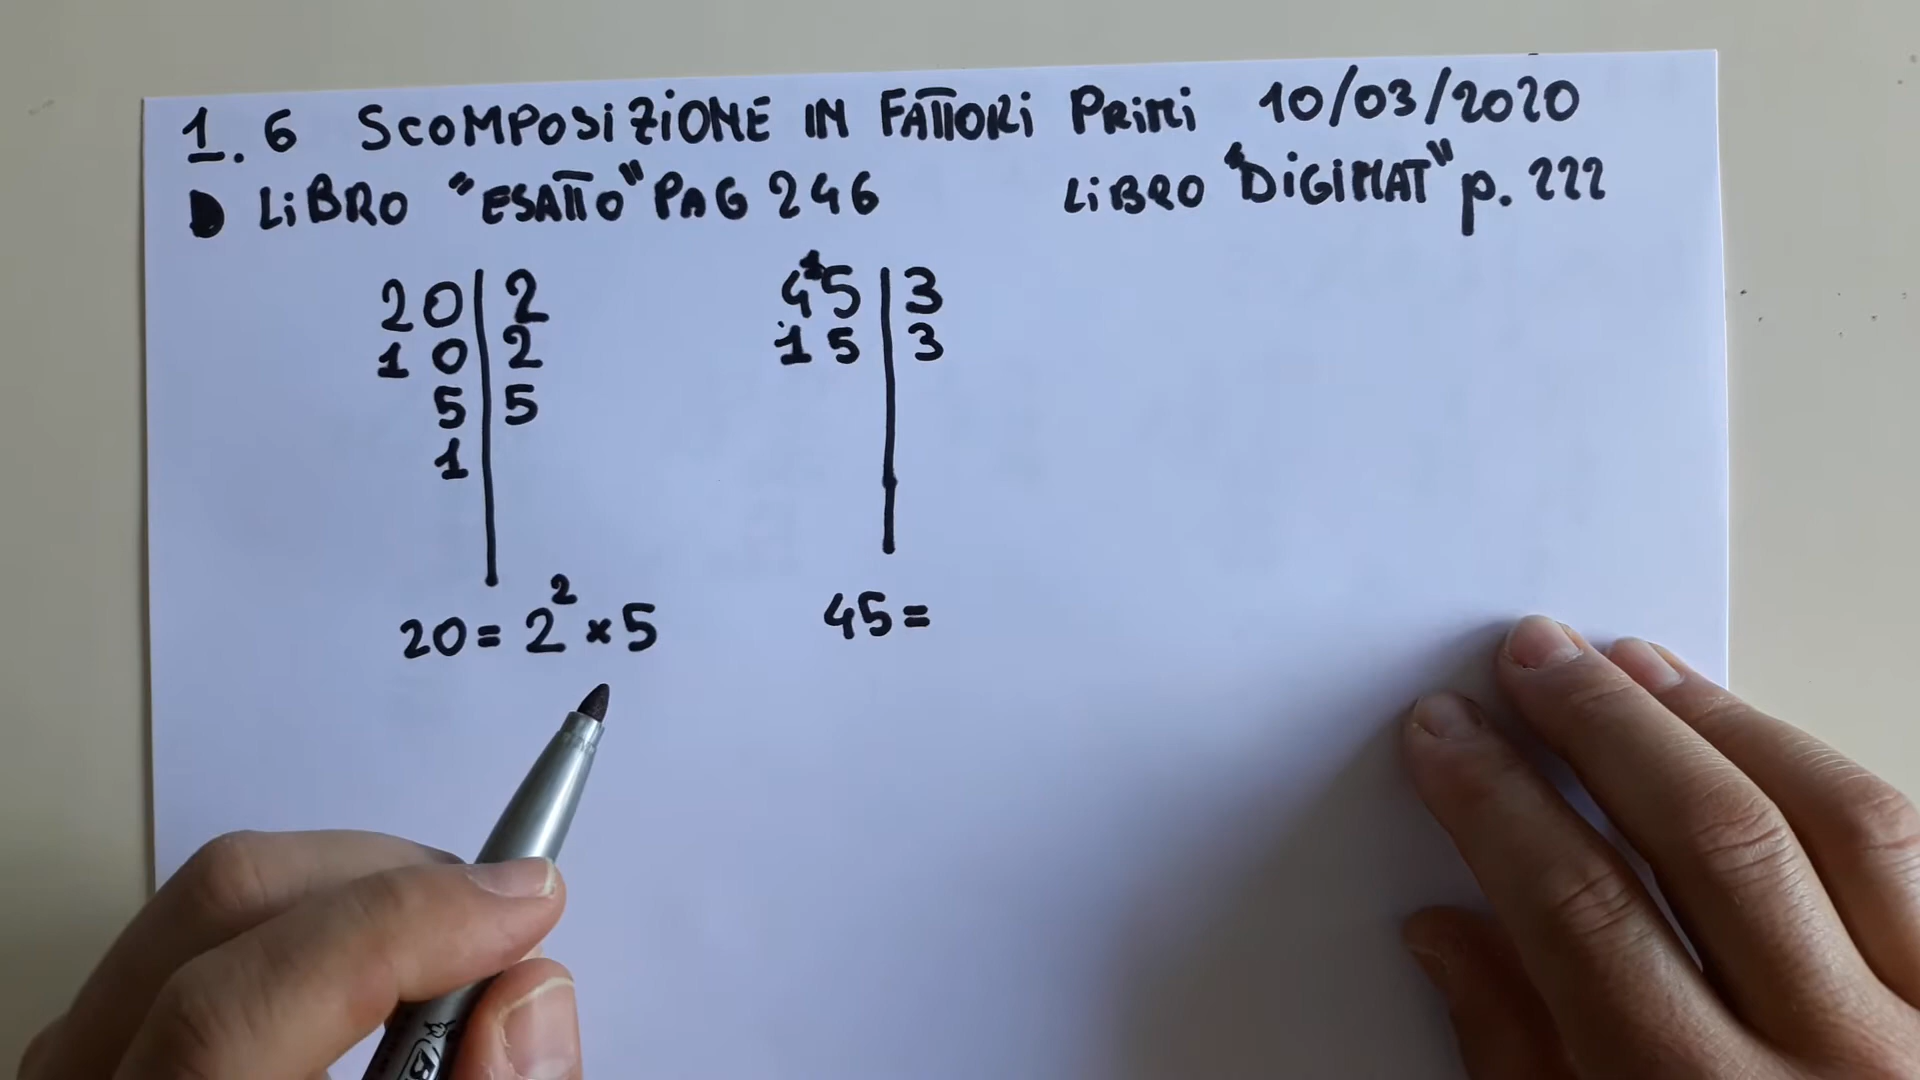 1.6 SCOMPOSIZIONE IN FATTORI PRIMI 10/03/2020
D LIBRO "ESATTO" PAG 246 LIBRO "DIGIMAT" p. 222
20 | 2 4¹5 | 3
10 | 2 15 | 3
5 | 5
1 |
20 = 2² × 5 45 =